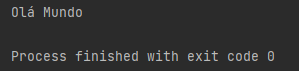 Olá Mundo
Process finished with exit code 0